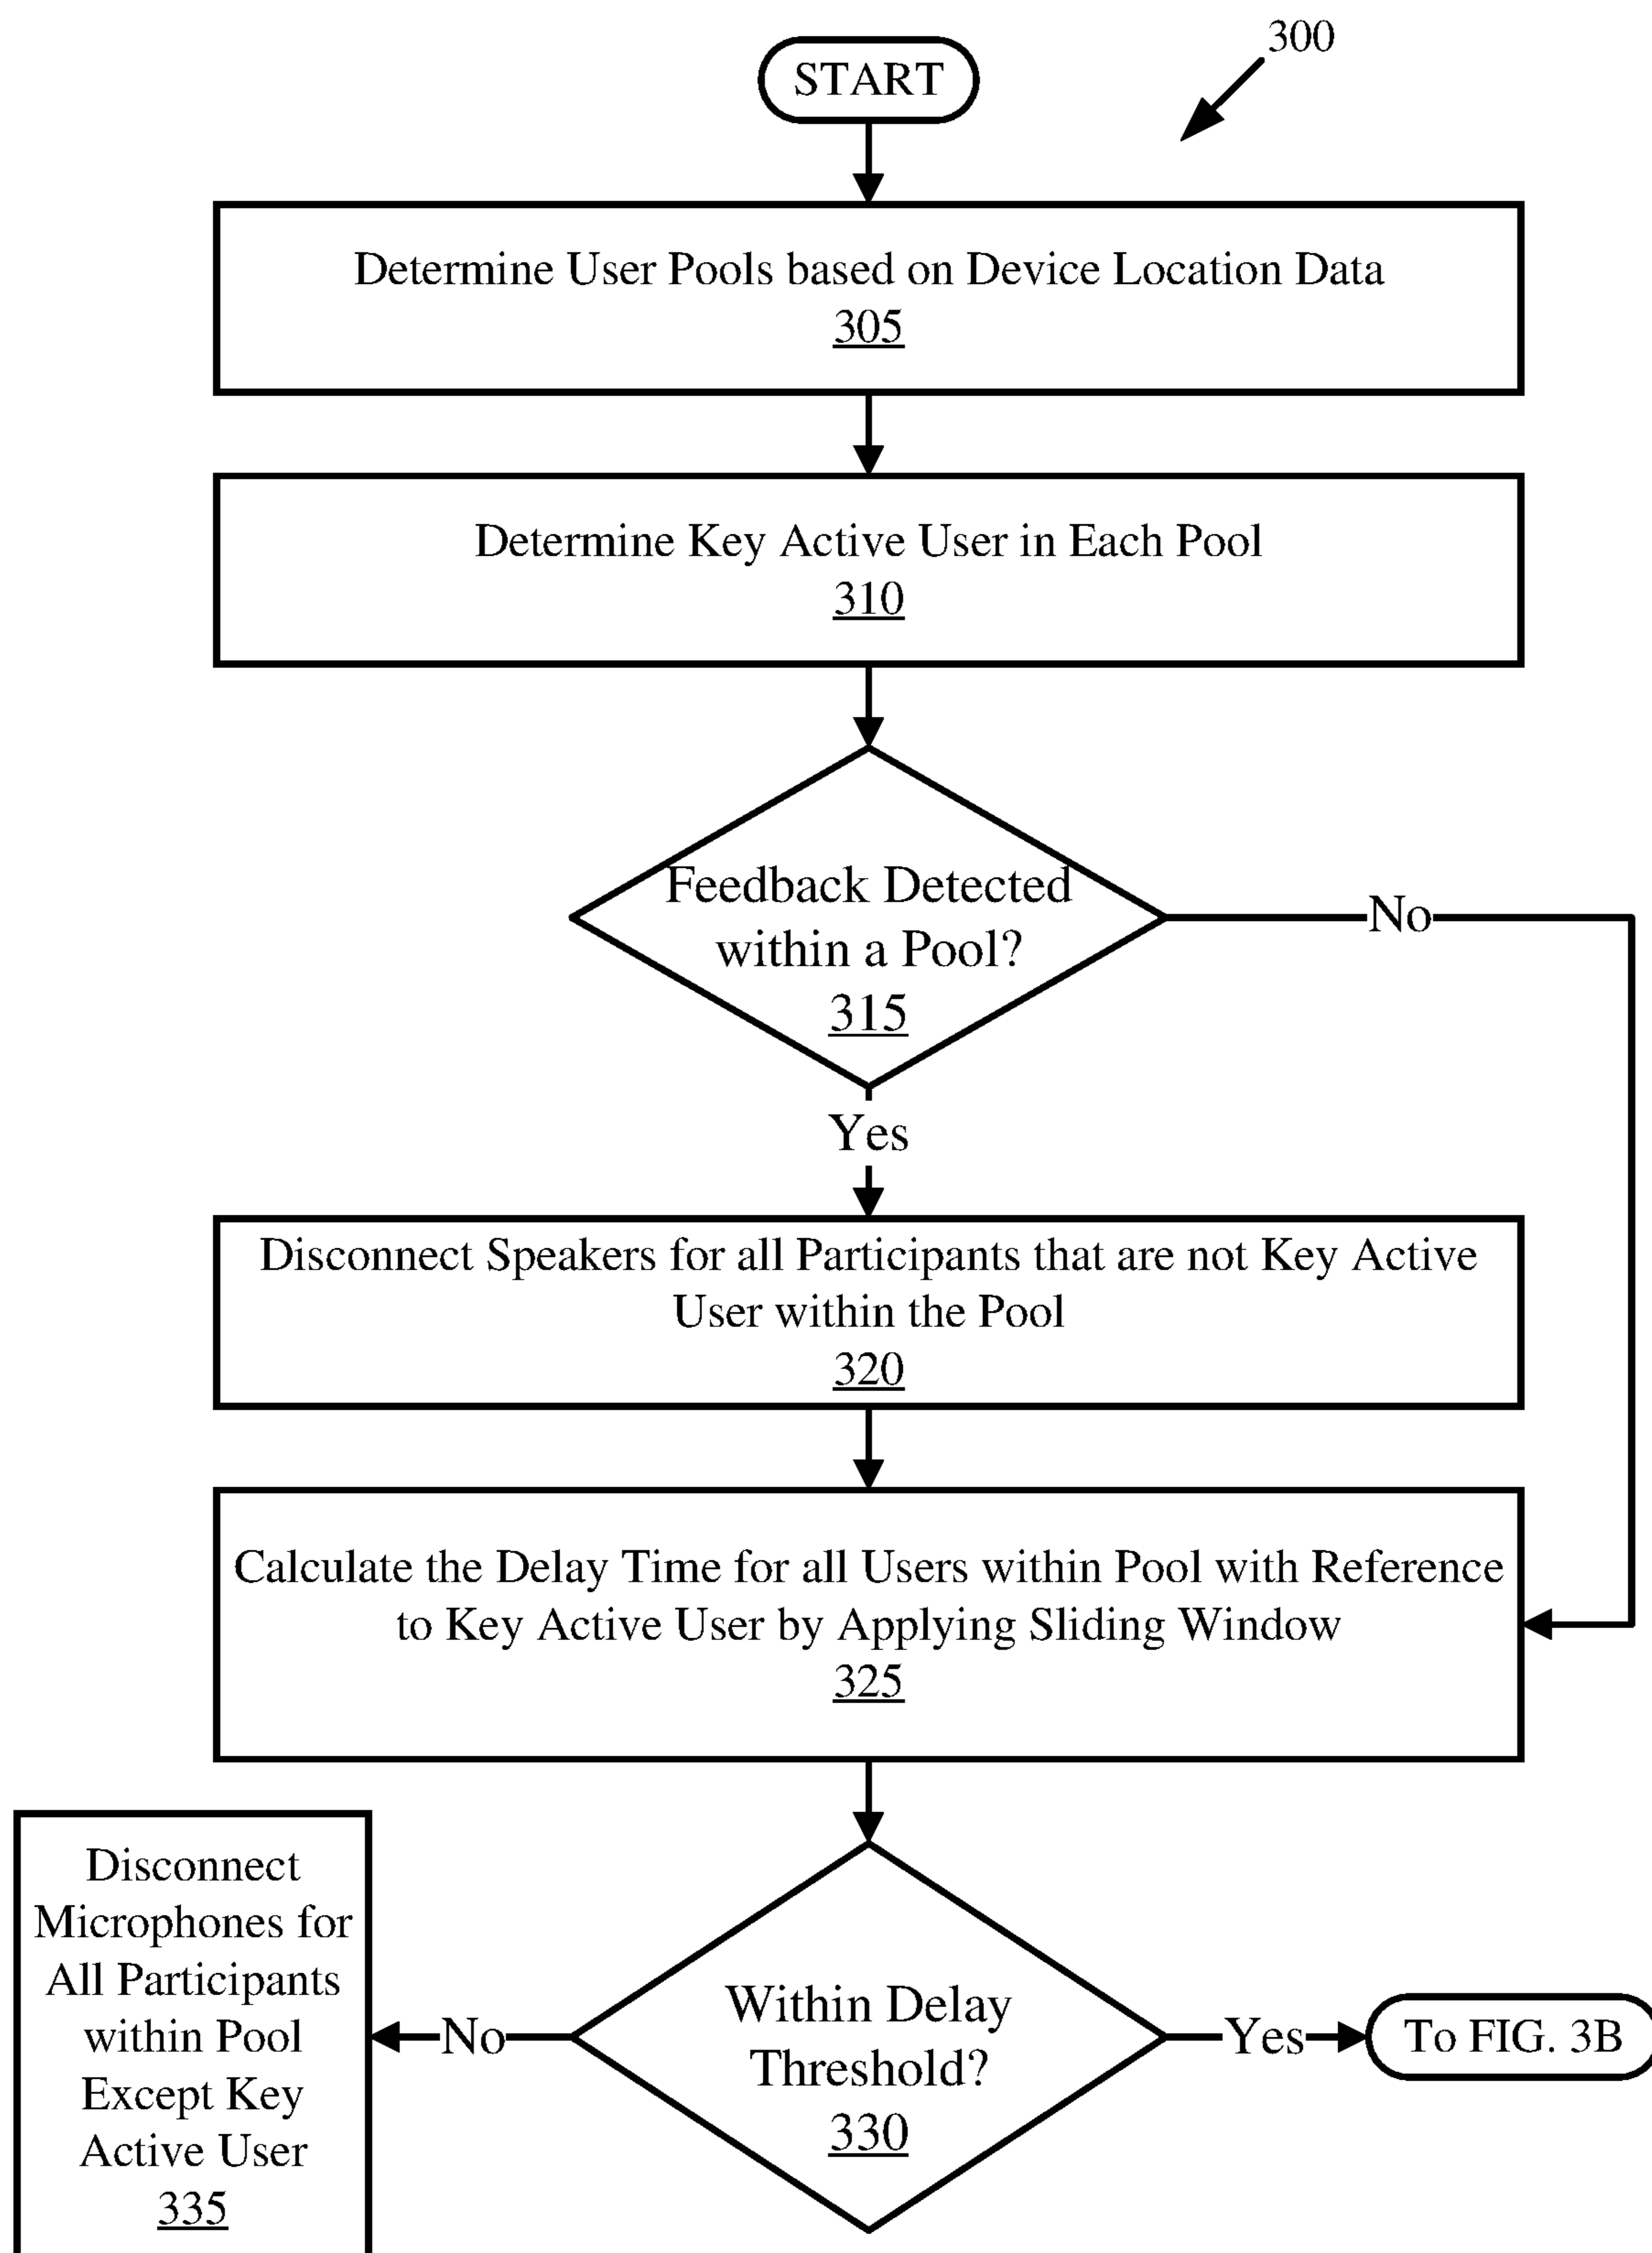 300
START
Determine User Pools based on Device Location Data
305
Determine Key Active User in Each Pool
310
Feedback Detected
within a Pool?
315
No
Yes
Disconnect Speakers for all Participants that are not Key Active
User within the Pool
320
Calculate the Delay Time for all Users within Pool with Reference
to Key Active User by Applying Sliding Window
325
Within Delay
Threshold?
330
No
Disconnect
Microphones for
All Participants
within Pool
Except Key
Active User
335
Yes
To FIG. 3B